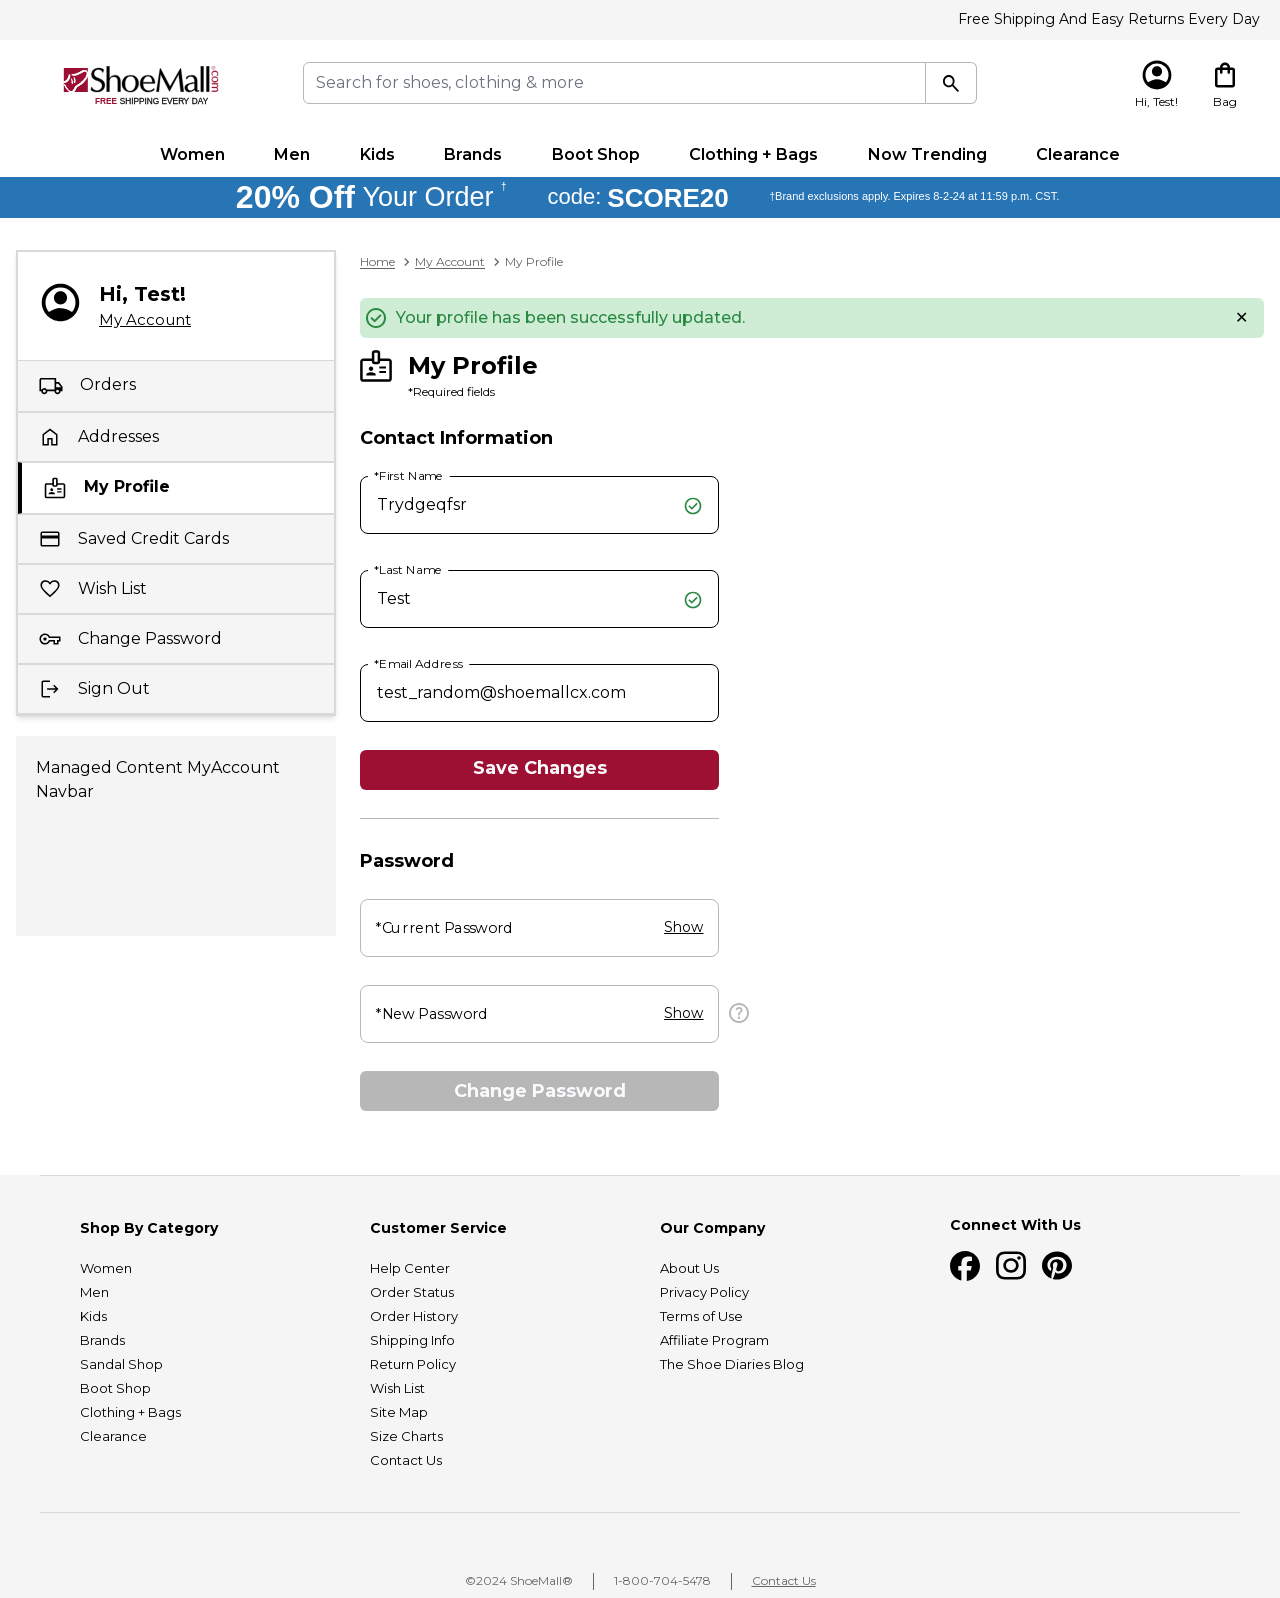 Free Shipping And Easy Returns Every Day
ShoeMall.com
FREE SHIPPING EVERY DAY
Search for shoes, clothing & more
Hi, Test!
Bag
Women Men Kids Brands Boot Shop Clothing + Bags Now Trending Clearance
20% Off Your Order † code: SCORE20 †Brand exclusions apply. Expires 8-2-24 at 11:59 p.m. CST.
Hi, Test!
My Account
Orders
Addresses
My Profile
Saved Credit Cards
Wish List
Change Password
Sign Out
Managed Content MyAccount
Navbar
Home > My Account > My Profile
Your profile has been successfully updated.
My Profile
*Required fields
Contact Information
*First Name
Trydgeqfsr
*Last Name
Test
*Email Address
test_random@shoemallcx.com
Save Changes
Password
*Current Password Show
*New Password Show
Change Password
Shop By Category
Women
Men
Kids
Brands
Sandal Shop
Boot Shop
Clothing + Bags
Clearance
Customer Service
Help Center
Order Status
Order History
Shipping Info
Return Policy
Wish List
Site Map
Size Charts
Contact Us
Our Company
About Us
Privacy Policy
Terms of Use
Affiliate Program
The Shoe Diaries Blog
Connect With Us
©2024 ShoeMall® | 1-800-704-5478 | Contact Us